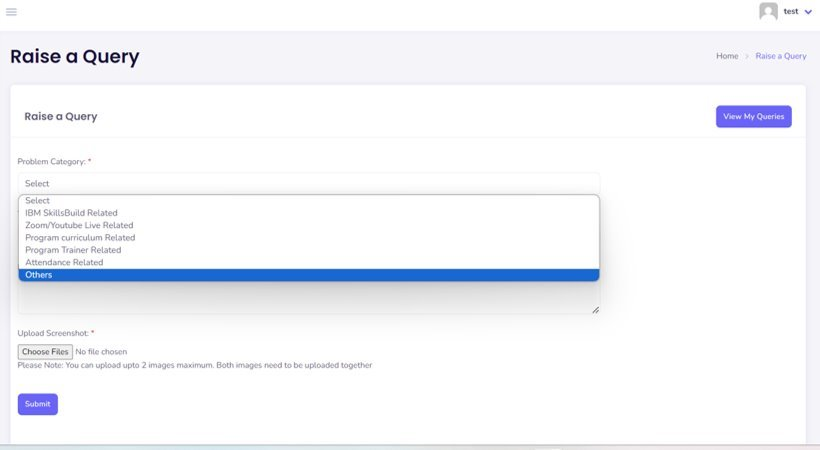 test
Raise a Query
Home > Raise a Query
Raise a Query
View My Queries
Problem Category: *
Select
Select
IBM SkillsBuild Related
Zoom/Youtube Live Related
Program curriculum Related
Program Trainer Related
Attendance Related
Others
Upload Screenshot: *
Choose Files No file chosen
Please Note: You can upload upto 2 images maximum. Both images need to be uploaded together
Submit